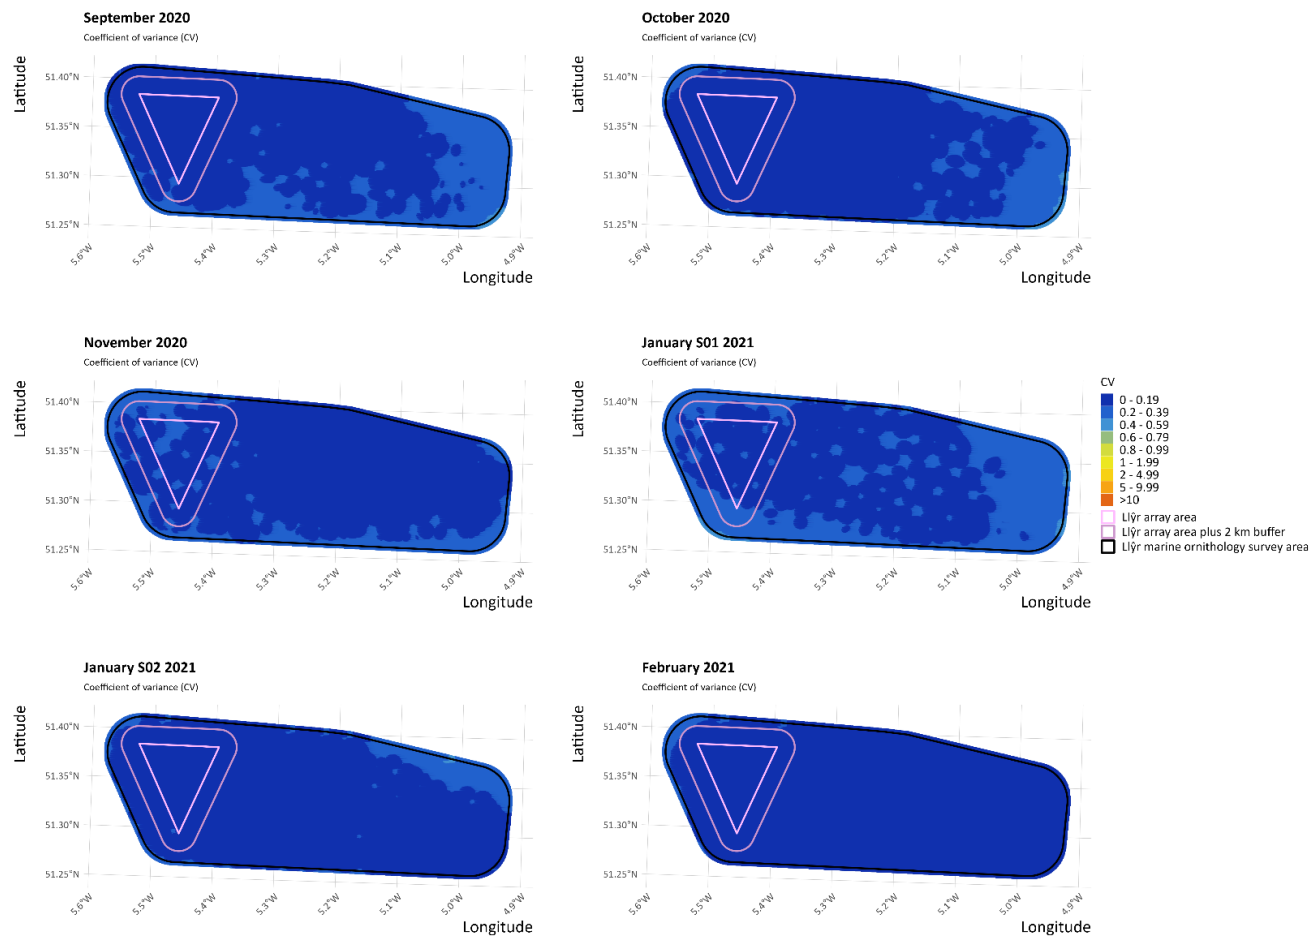 September 2020
Coefficient of variance (CV)
Latitude
51.40°N
51.35°N
51.30°N
51.25°N
5.6°W
5.5°W
5.4°W
5.3°W
5.2°W
5.1°W
5.0°W
4.9°W
Longitude
October 2020
Coefficient of variance (CV)
Latitude
51.40°N
51.35°N
51.30°N
51.25°N
5.6°W
5.5°W
5.4°W
5.3°W
5.2°W
5.1°W
5.0°W
4.9°W
Longitude
November 2020
Coefficient of variance (CV)
Latitude
51.40°N
51.35°N
51.30°N
51.25°N
5.6°W
5.5°W
5.4°W
5.3°W
5.2°W
5.1°W
5.0°W
4.9°W
Longitude
January S01 2021
Coefficient of variance (CV)
Latitude
51.40°N
51.35°N
51.30°N
51.25°N
5.6°W
5.5°W
5.4°W
5.3°W
5.2°W
5.1°W
5.0°W
4.9°W
Longitude
CV
0 - 0.19
0.2 - 0.39
0.4 - 0.59
0.6 - 0.79
0.8 - 0.99
1 - 1.99
2 - 4.99
5 - 9.99
>10
Llŷr array area
Llŷr array area plus 2 km buffer
Llŷr marine ornithology survey area
January S02 2021
Coefficient of variance (CV)
Latitude
51.40°N
51.35°N
51.30°N
51.25°N
5.6°W
5.5°W
5.4°W
5.3°W
5.2°W
5.1°W
5.0°W
4.9°W
Longitude
February 2021
Coefficient of variance (CV)
Latitude
51.40°N
51.35°N
51.30°N
51.25°N
5.6°W
5.5°W
5.4°W
5.3°W
5.2°W
5.1°W
5.0°W
4.9°W
Longitude